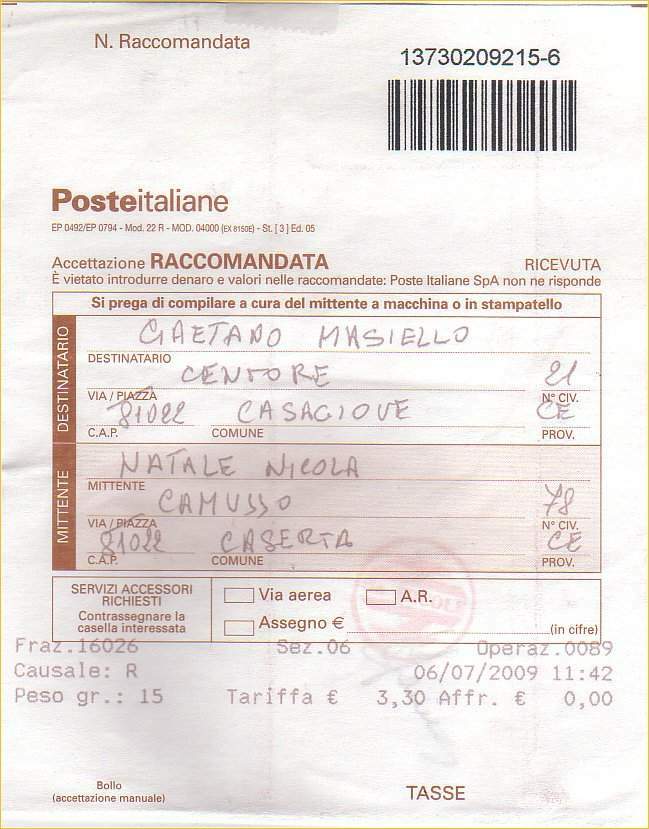 N. Raccomandata
13730209215-6
Posteitaliane
EP 0492/EP 0794 - Mod. 22 R - MOD. 04000 (EX 8150E) - St. [ 3 ] Ed. 05
Accettazione RACCOMANDATA RICEVUTA
È vietato introdurre denaro e valori nelle raccomandate: Poste Italiane SpA non ne risponde
Si prega di compilare a cura del mittente a macchina o in stampatello
DESTINATARIO
GAETANO MASIELLO
DESTINATARIO
CENTORE 21
VIA / PIAZZA N° CIV.
81022 CASAGIOVE CE
C.A.P. COMUNE PROV.
MITTENTE
NATALE NICOLA
MITTENTE
CAMUSSO 78
VIA / PIAZZA N° CIV.
81022 CASERTA CE
C.A.P. COMUNE PROV.
SERVIZI ACCESSORI
RICHIESTI
Contrassegnare la
casella interessata
Via aerea A.R.
Assegno € (in cifre)
Fraz.16026 Sez.06 Operaz.0089
Causale: R 06/07/2009 11:42
Peso gr.: 15 Tariffa € 3,30 Affr. € 0,00
Bollo
(accettazione manuale)
TASSE